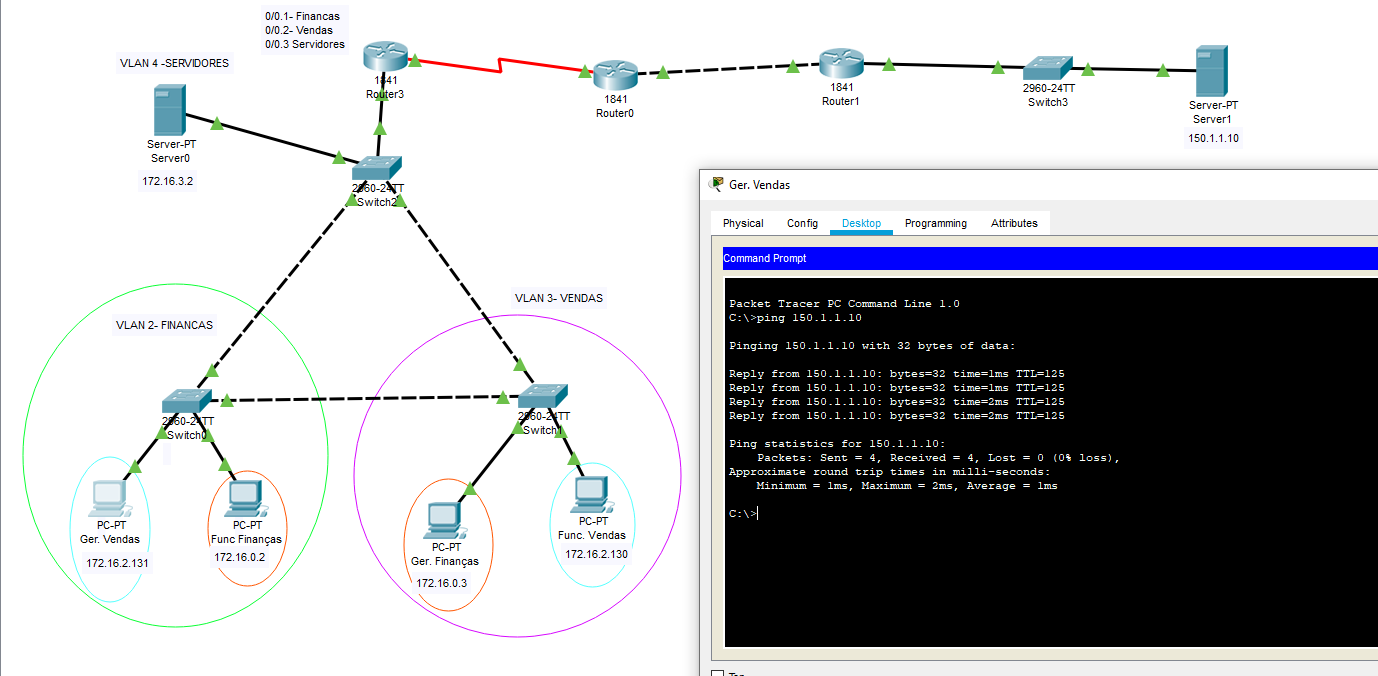 0/0.1- Financas
0/0.2- Vendas
0/0.3 Servidores
VLAN 4 -SERVIDORES
1841
Router3
1841
Router0
1841
Router1
2960-24TT
Switch3
Server-PT
Server1
150.1.1.10
Server-PT
Server0
172.16.3.2
2960-24TT
Switch2
VLAN 2- FINANCAS
VLAN 3- VENDAS
2960-24TT
Switch0
2960-24TT
Switch1
PC-PT
Ger. Vendas
172.16.2.131
PC-PT
Func Finanças
172.16.0.2
PC-PT
Ger. Finanças
172.16.0.3
PC-PT
Func. Vendas
172.16.2.130
Ger. Vendas
Physical Config Desktop Programming Attributes
Command Prompt
Packet Tracer PC Command Line 1.0
C:\>ping 150.1.1.10
Pinging 150.1.1.10 with 32 bytes of data:
Reply from 150.1.1.10: bytes=32 time=1ms TTL=125
Reply from 150.1.1.10: bytes=32 time=1ms TTL=125
Reply from 150.1.1.10: bytes=32 time=2ms TTL=125
Reply from 150.1.1.10: bytes=32 time=2ms TTL=125
Ping statistics for 150.1.1.10:
Packets: Sent = 4, Received = 4, Lost = 0 (0% loss),
Approximate round trip times in milli-seconds:
Minimum = 1ms, Maximum = 2ms, Average = 1ms
C:\>